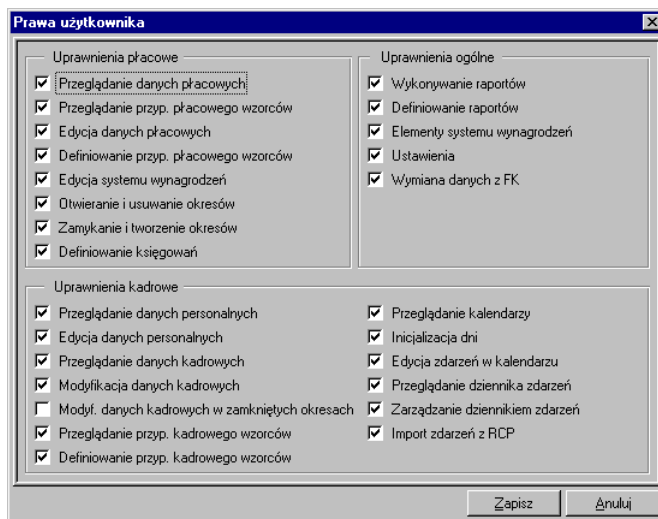 Prawa użytkownika
Uprawnienia płacowe
Przeglądanie danych płacowych
Przeglądanie przyp. płacowego wzorców
Edycja danych płacowych
Definiowanie przyp. płacowego wzorców
Edycja systemu wynagrodzeń
Otwieranie i usuwanie okresów
Zamykanie i tworzenie okresów
Definiowanie księgowań
Uprawnienia ogólne
Wykonywanie raportów
Definiowanie raportów
Elementy systemu wynagrodzeń
Ustawienia
Wymiana danych z FK
Uprawnienia kadrowe
Przeglądanie danych personalnych
Edycja danych personalnych
Przeglądanie danych kadrowych
Modyfikacja danych kadrowych
Modyf. danych kadrowych w zamkniętych okresach
Przeglądanie przyp. kadrowego wzorców
Definiowanie przyp. kadrowego wzorców
Przeglądanie kalendarzy
Inicjalizacja dni
Edycja zdarzeń w kalendarzu
Przeglądanie dziennika zdarzeń
Zarządzanie dziennikiem zdarzeń
Import zdarzeń z RCP
Zapisz
Anuluj